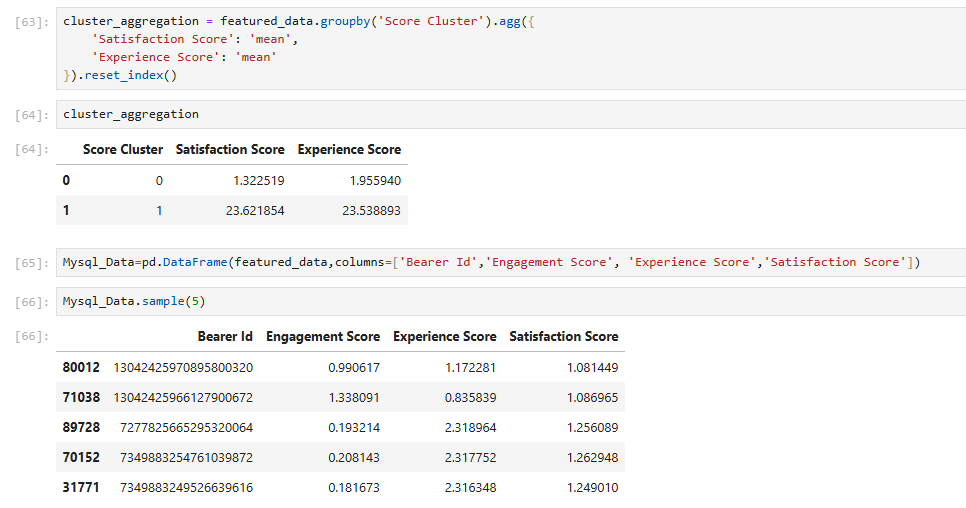 [63]: cluster_aggregation = featured_data.groupby('Score Cluster').agg({
'Satisfaction Score': 'mean',
'Experience Score': 'mean'
}).reset_index()
[64]: cluster_aggregation
[64]: Score Cluster Satisfaction Score Experience Score
0 0 1.322519 1.955940
1 1 23.621854 23.538893
[65]: Mysql_Data=pd.DataFrame(featured_data,columns=['Bearer Id','Engagement Score', 'Experience Score','Satisfaction Score'])
[66]: Mysql_Data.sample(5)
[66]: Bearer Id Engagement Score Experience Score Satisfaction Score
80012 13042425970895800320 0.990617 1.172281 1.081449
71038 13042425966127900672 1.338091 0.835839 1.086965
89728 7277825665295320064 0.193214 2.318964 1.256089
70152 7349883254761039872 0.208143 2.317752 1.262948
31771 7349883249526639616 0.181673 2.316348 1.249010